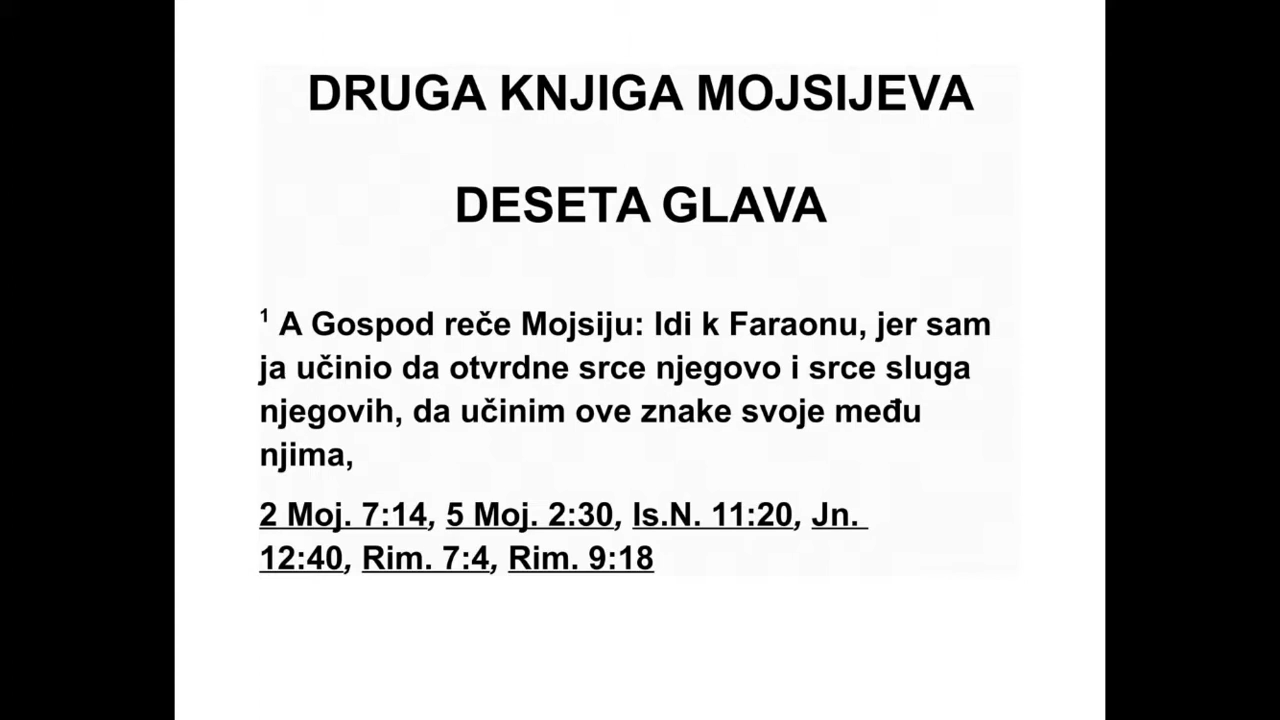 DRUGA KNJIGA MOJSIJEVA
DESETA GLAVA
1 A Gospod reče Mojsiju: Idi k Faraonu, jer sam
ja učinio da otvrdne srce njegovo i srce sluga
njegovih, da učinim ove znake svoje među
njima,
2 Moj. 7:14, 5 Moj. 2:30, Is.N. 11:20, Jn.
12:40, Rim. 7:4, Rim. 9:18